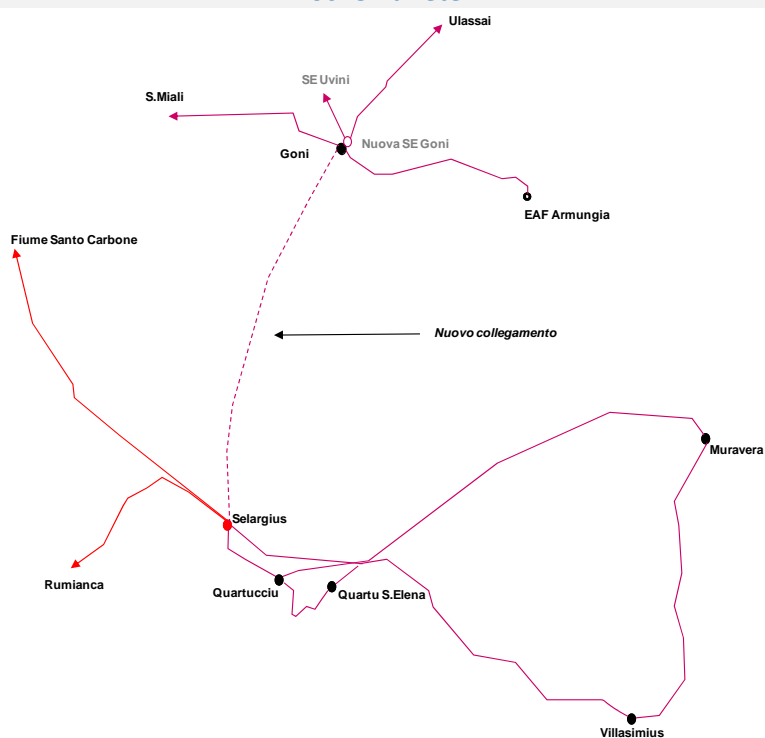 Ulassai
SE Uvini
S.Miali
Nuova SE Goni
Goni
EAF Armungia
Fiume Santo Carbone
Nuovo collegamento
Muravera
Selargius
Rumianca
Quartucciu
Quartu S.Elena
Villasimius